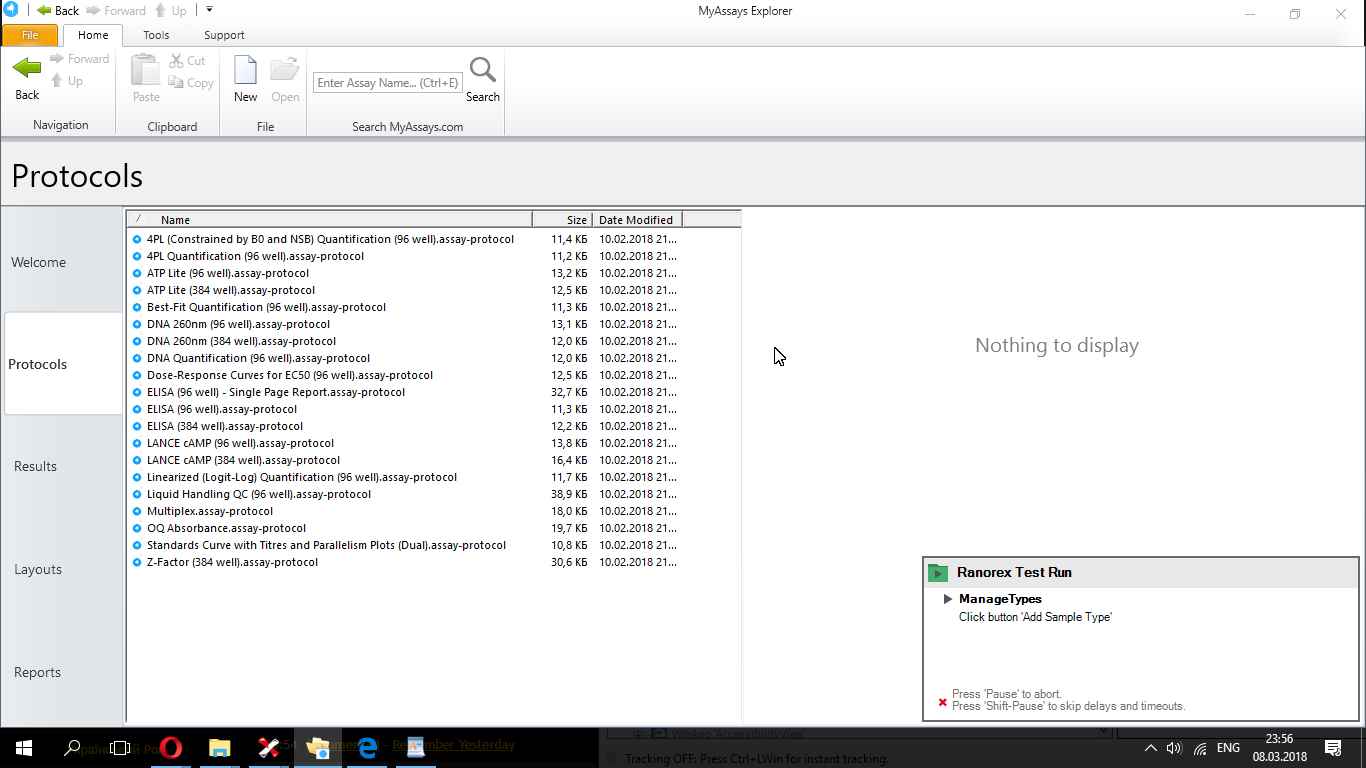 Back Forward Up MyAssays Explorer
File Home Tools Support
Back Forward Up
Paste Cut Copy
New Open
Enter Assay Name... (Ctrl+E) Search
Navigation Clipboard File Search MyAssays.com
Protocols
Welcome
Protocols
Results
Layouts
Reports
Name Size Date Modified
4PL (Constrained by B0 and NSB) Quantification (96 well).assay-protocol 11,4 КБ 10.02.2018 21...
4PL Quantification (96 well).assay-protocol 11,2 КБ 10.02.2018 21...
ATP Lite (96 well).assay-protocol 13,2 КБ 10.02.2018 21...
ATP Lite (384 well).assay-protocol 12,5 КБ 10.02.2018 21...
Best-Fit Quantification (96 well).assay-protocol 11,3 КБ 10.02.2018 21...
DNA 260nm (96 well).assay-protocol 13,1 КБ 10.02.2018 21...
DNA 260nm (384 well).assay-protocol 12,0 КБ 10.02.2018 21...
DNA Quantification (96 well).assay-protocol 12,0 КБ 10.02.2018 21...
Dose-Response Curves for EC50 (96 well).assay-protocol 12,5 КБ 10.02.2018 21...
ELISA (96 well) - Single Page Report.assay-protocol 32,7 КБ 10.02.2018 21...
ELISA (96 well).assay-protocol 11,3 КБ 10.02.2018 21...
ELISA (384 well).assay-protocol 12,2 КБ 10.02.2018 21...
LANCE cAMP (96 well).assay-protocol 13,8 КБ 10.02.2018 21...
LANCE cAMP (384 well).assay-protocol 16,4 КБ 10.02.2018 21...
Linearized (Logit-Log) Quantification (96 well).assay-protocol 11,7 КБ 10.02.2018 21...
Liquid Handling QC (96 well).assay-protocol 38,9 КБ 10.02.2018 21...
Multiplex.assay-protocol 18,0 КБ 10.02.2018 21...
OQ Absorbance.assay-protocol 19,7 КБ 10.02.2018 21...
Standards Curve with Titres and Parallelism Plots (Dual).assay-protocol 10,8 КБ 10.02.2018 21...
Z-Factor (384 well).assay-protocol 30,6 КБ 10.02.2018 21...
Nothing to display
Ranorex Test Run
ManageTypes
Click button 'Add Sample Type'
Press 'Pause' to abort.
Press 'Shift-Pause' to skip delays and timeouts.
Remember Yesterday
Tracking OFF: Press Ctrl+LWin for instant tracking.
ENG
23:56
08.03.2018